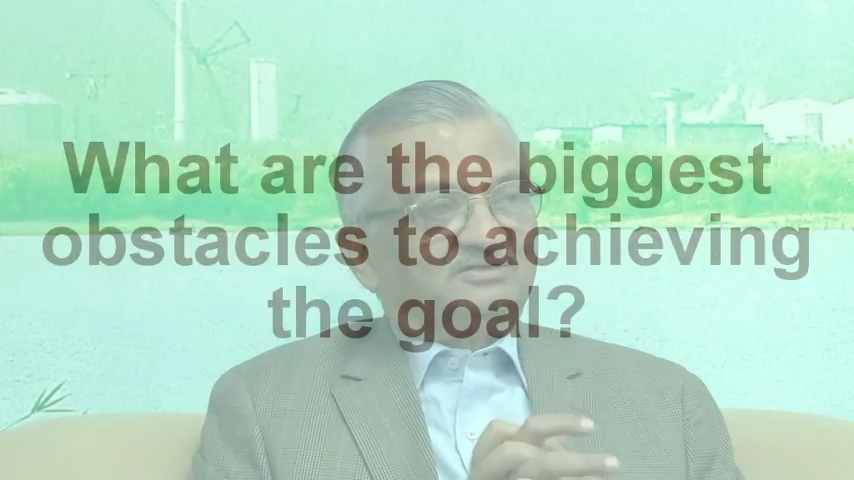 What are the biggest
obstacles to achieving
the goal?